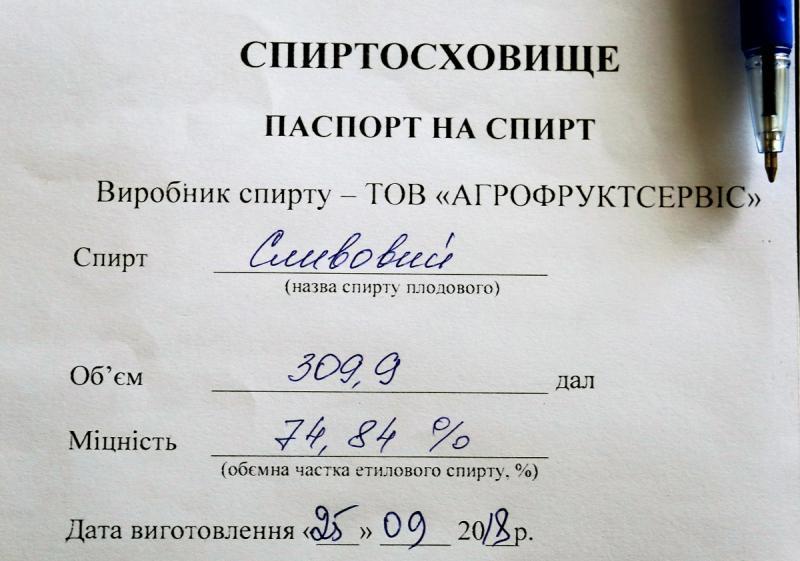 СПИРТОСХОВИЩЕ
ПАСПОРТ НА СПИРТ
Виробник спирту – ТОВ «АГРОФРУКТСЕРВІС»
Спирт Сливовий
(назва спирту плодового)
Об’єм 309,9 дал
Міцність 74,84 %
(обємна частка етилового спирту, %)
Дата виготовлення «25» 09 2018р.